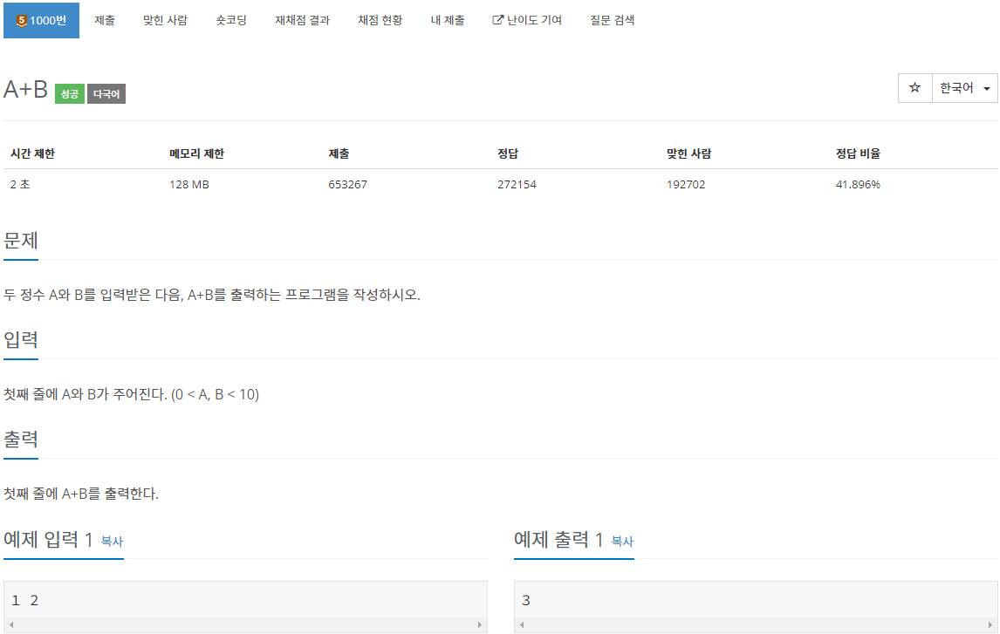 5 1000번 제출 맞힌 사람 숏코딩 재채점 결과 채점 현황 내 제출 난이도 기여 질문 검색
A+B 성공 다국어 한국어
시간 제한 메모리 제한 제출 정답 맞힌 사람 정답 비율
2 초 128 MB 653267 272154 192702 41.896%
문제
두 정수 A와 B를 입력받은 다음, A+B를 출력하는 프로그램을 작성하시오.
입력
첫째 줄에 A와 B가 주어진다. (0 < A, B < 10)
출력
첫째 줄에 A+B를 출력한다.
예제 입력 1 복사 예제 출력 1 복사
1 2 3